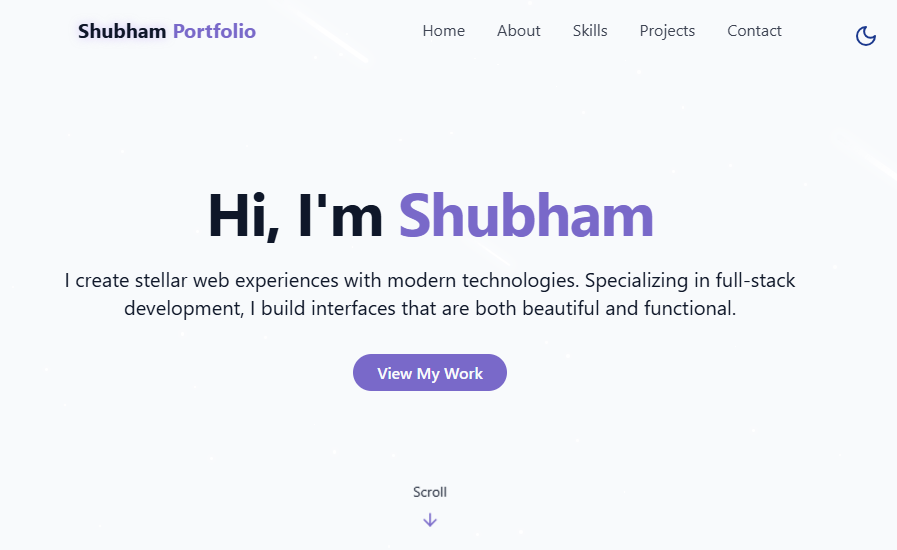 Shubham Portfolio
Home About Skills Projects Contact
Hi, I'm Shubham
I create stellar web experiences with modern technologies. Specializing in full-stack
development, I build interfaces that are both beautiful and functional.
View My Work
Scroll